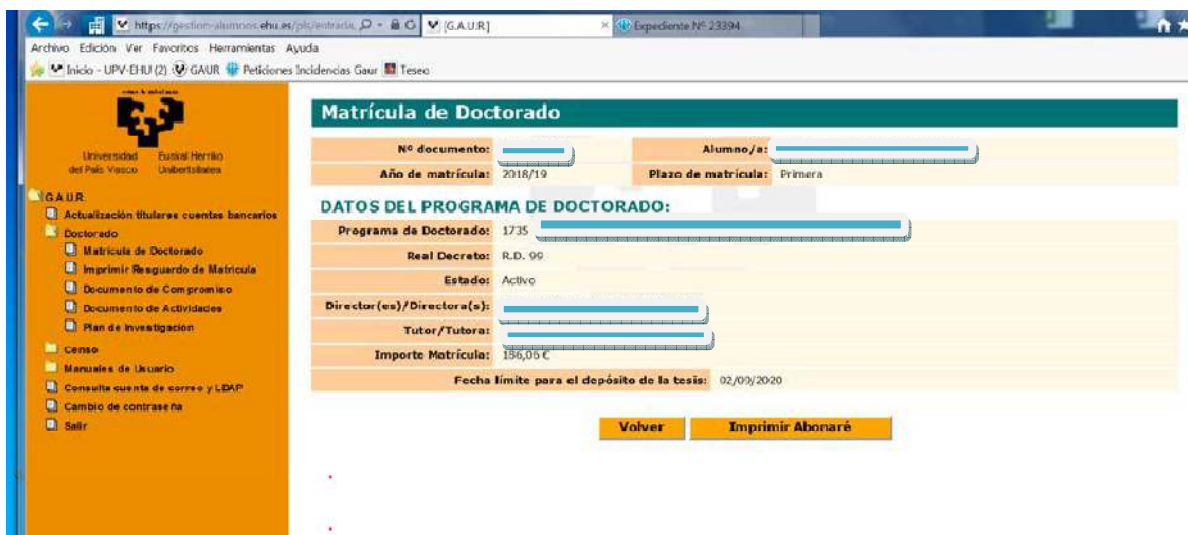 https://gestion-alumnos.ehu.es/pls/entrada, [G.A.U.R] Expediente Nº 23394
Archivo Edición Ver Favoritos Herramientas Ayuda
Inicio - UPV-EHU (2) GAUR Peticiones Incidencias Gaur Teseo
Universidad del País Vasco
Euskal Herriko Unibertsitatea
G.A.U.R.
Actualización titulares cuentas bancarios
Doctorado
Matrícula de Doctorado
Imprimir Resguardo de Matrícula
Documento de Compromiso
Documento de Actividades
Plan de Investigación
Censo
Manuales de Usuario
Consulta cuenta de correo y LDAP
Cambio de contraseña
Salir
Matrícula de Doctorado
Nº documento: Alumno/a:
Año de matrícula: 2018/19 Plazo de matrícula: Primera
DATOS DEL PROGRAMA DE DOCTORADO:
Programa de Doctorado: 1735
Real Decreto: R.D. 99
Estado: Activo
Director(es)/Directora(s):
Tutor/Tutora:
Importe Matrícula: 186,06 €
Fecha límite para el depósito de la tesis: 02/09/2020
Volver Imprimir Abonaré